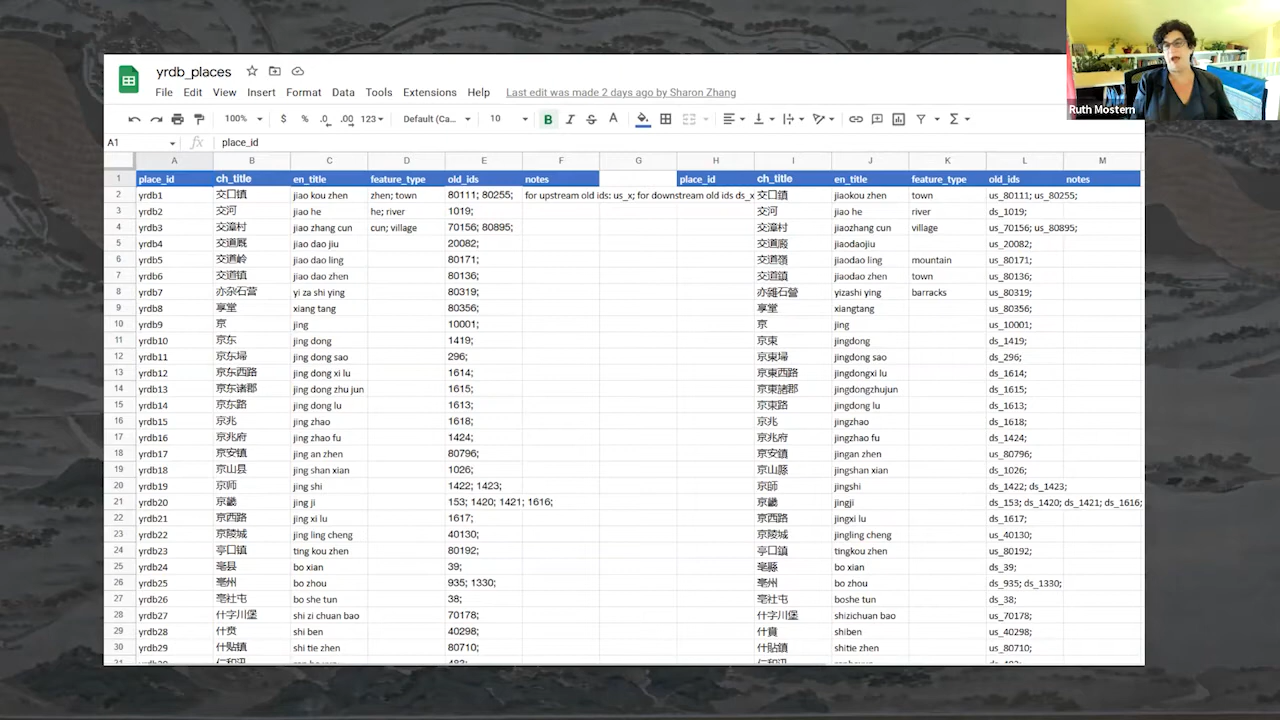 yrdb_places
File Edit View Insert Format Data Tools Extensions Help Last edit was made 2 days ago by Sharon Zhang
100% $ % .0 .00 123 Default (Ca... 10 B I S A
A1 fx place_id
A B C D E F G H I J K L M
1 place_id ch_title en_title feature_type old_ids notes place_id ch_title en_title feature_type old_ids notes
2 yrdb1 交口镇 jiao kou zhen zhen; town 80111; 80255; for upstream old ids: us_x; for downstream old ids ds_x 交口鎮 jiaokou zhen town us_80111; us_80255;
3 yrdb2 交河 jiao he he; river 1019; 交河 jiao he river ds_1019;
4 yrdb3 交漳村 jiao zhang cun cun; village 70156; 80895; 交漳村 jiaozhang cun village us_70156; us_80895;
5 yrdb4 交道厩 jiao dao jiu 20082; 交道廄 jiaodaojiu us_20082;
6 yrdb5 交道岭 jiao dao ling 80171; 交道嶺 jiaodao ling mountain us_80171;
7 yrdb6 交道镇 jiao dao zhen 80136; 交道鎮 jiaodao zhen town us_80136;
8 yrdb7 亦杂石营 yi za shi ying 80319; 亦雜石營 yizashi ying barracks us_80319;
9 yrdb8 享堂 xiang tang 80356; 享堂 xiangtang us_80356;
10 yrdb9 京 jing 10001; 京 jing us_10001;
11 yrdb10 京东 jing dong 1419; 京東 jingdong ds_1419;
12 yrdb11 京东埽 jing dong sao 296; 京東埽 jingdong sao ds_296;
13 yrdb12 京东西路 jing dong xi lu 1614; 京東西路 jingdongxi lu ds_1614;
14 yrdb13 京东諸郡 jing dong zhu jun 1615; 京東諸郡 jingdongzhujun ds_1615;
15 yrdb14 京东路 jing dong lu 1613; 京東路 jingdong lu ds_1613;
16 yrdb15 京兆 jing zhao 1618; 京兆 jingzhao ds_1618;
17 yrdb16 京兆府 jing zhao fu 1424; 京兆府 jingzhao fu ds_1424;
18 yrdb17 京安镇 jing an zhen 80796; 京安鎮 jingan zhen us_80796;
19 yrdb18 京山县 jing shan xian 1026; 京山縣 jingshan xian ds_1026;
20 yrdb19 京师 jing shi 1422; 1423; 京師 jingshi ds_1422; ds_1423;
21 yrdb20 京畿 jing ji 153; 1420; 1421; 1616; 京畿 jingji ds_153; ds_1420; ds_1421; ds_1616;
22 yrdb21 京西路 jing xi lu 1617; 京西路 jingxi lu ds_1617;
23 yrdb22 京陵城 jing ling cheng 40130; 京陵城 jingling cheng us_40130;
24 yrdb23 亭口镇 ting kou zhen 80192; 亭口鎮 tingkou zhen us_80192;
25 yrdb24 亳县 bo xian 39; 亳縣 bo xian ds_39;
26 yrdb25 亳州 bo zhou 935; 1330; 亳州 bo zhou ds_935; ds_1330;
27 yrdb26 亳社屯 bo she tun 38; 亳社屯 boshe tun ds_38;
28 yrdb27 什字川堡 shi zi chuan bao 70178; 什字川堡 shizichuan bao us_70178;
29 yrdb28 什贲 shi ben 40298; 什賁 shiben us_40298;
30 yrdb29 什贴镇 shi tie zhen 80710; 什貼鎮 shitie zhen us_80710;
Ruth Mostern